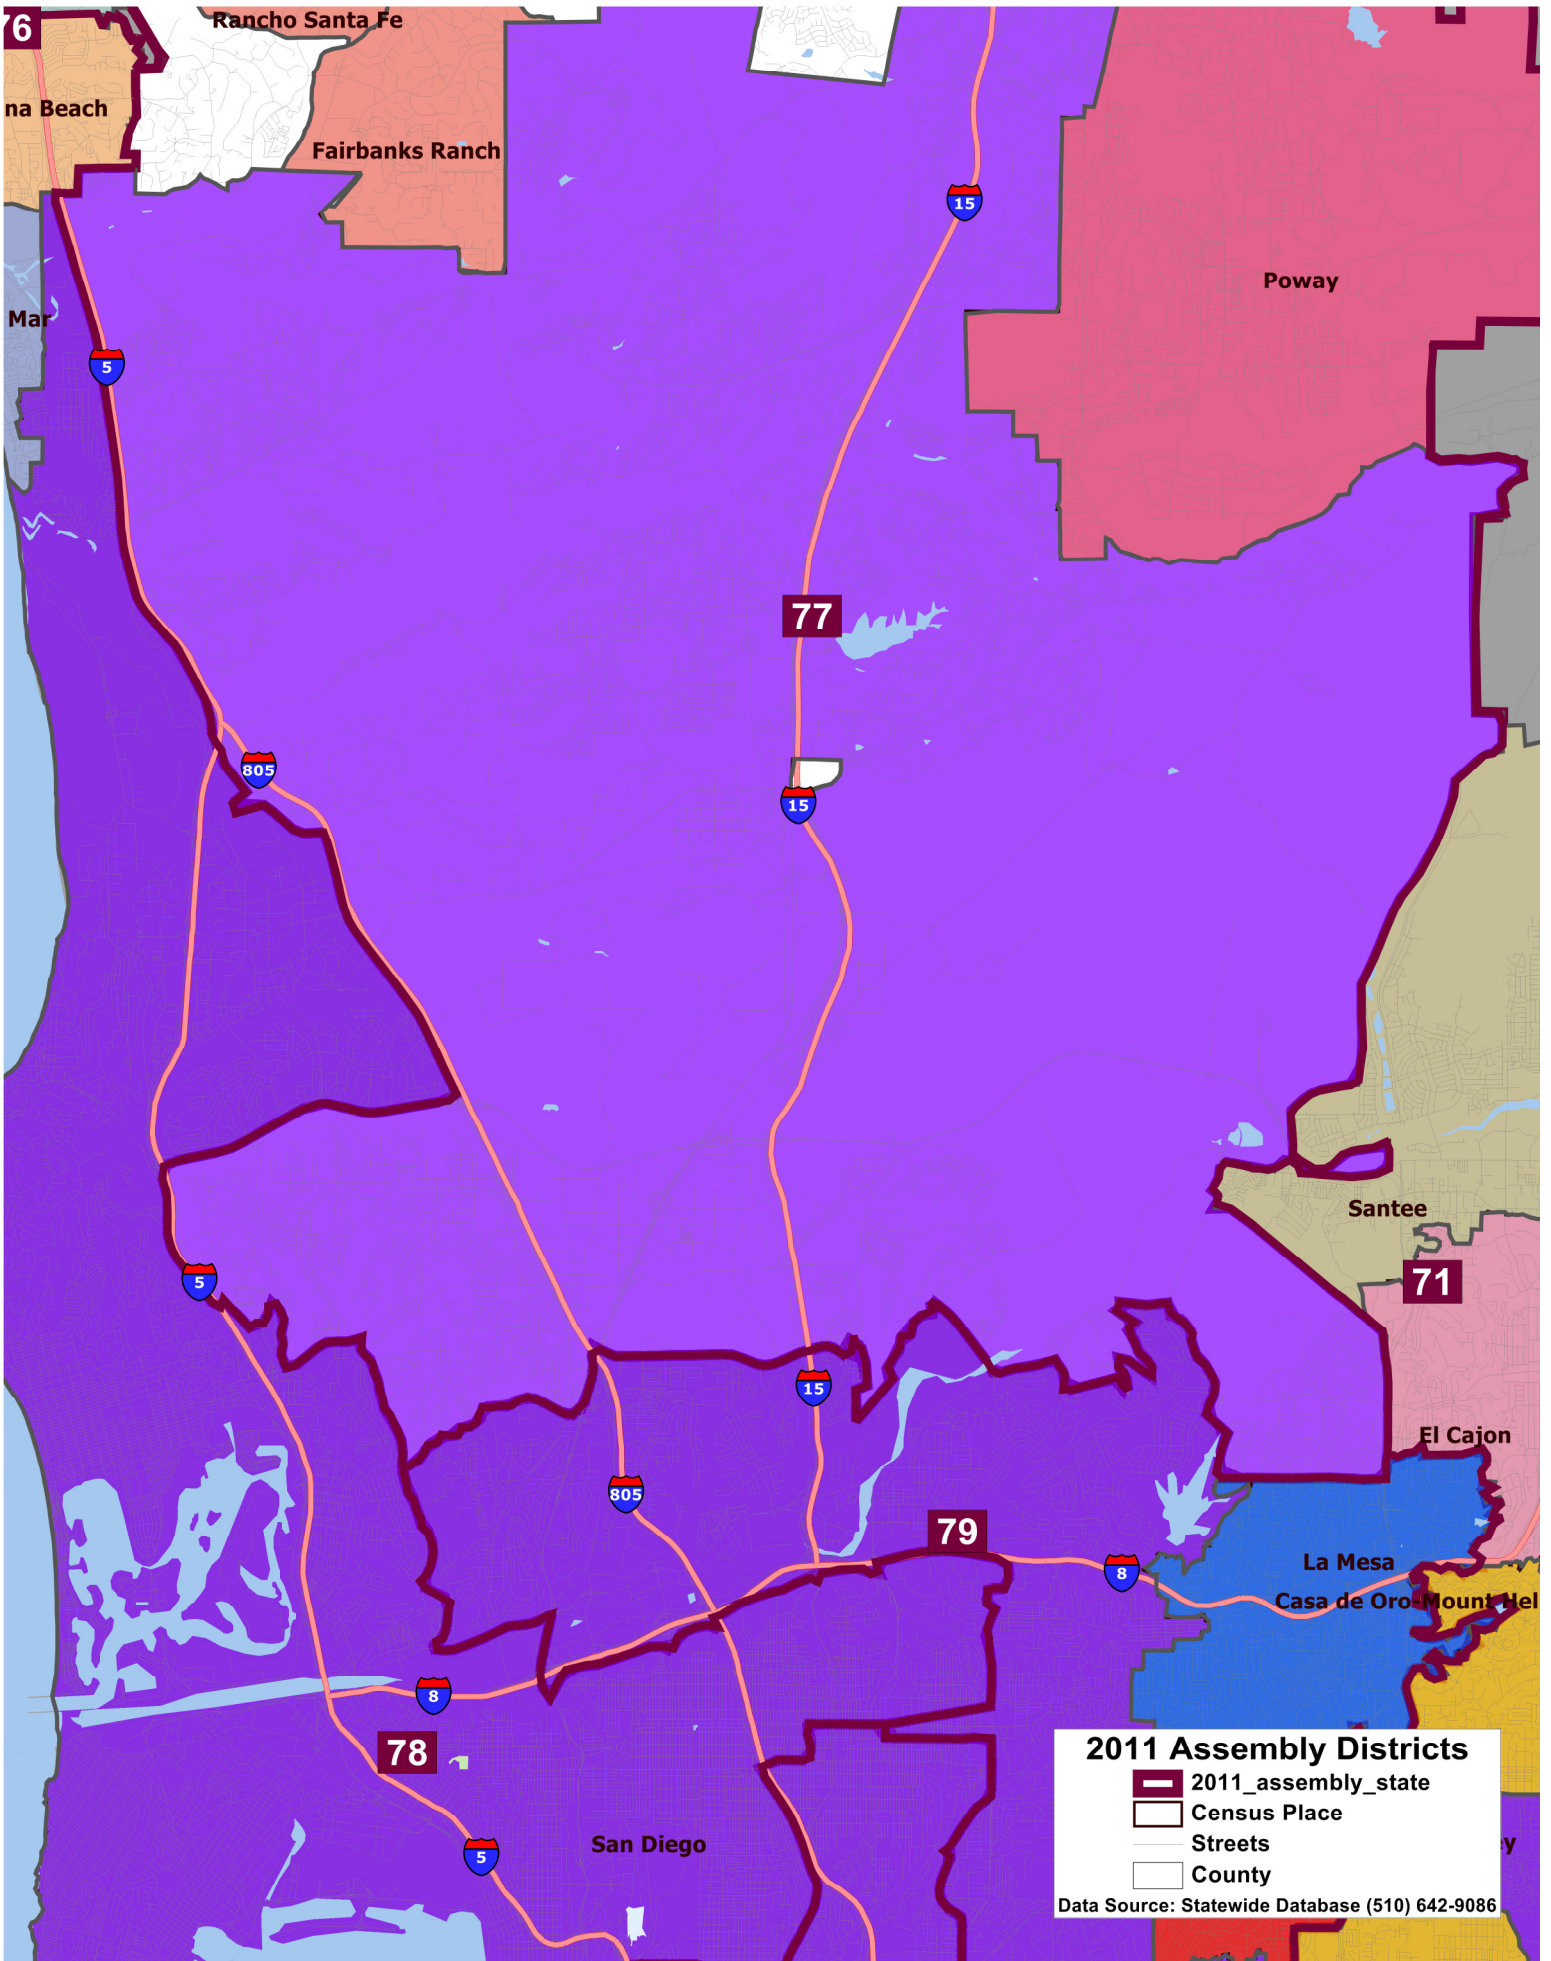 76
Rancho Santa Fe
na Beach
Fairbanks Ranch
15
Poway
Mar
5
77
805
15
Santee
71
5
15
El Cajon
805
79
La Mesa
8
Casa de Oro-Mount Hel
8
78
2011 Assembly Districts
2011_assembly_state
Census Place
San Diego
Streets
ey
5
County
Data Source: Statewide Database (510) 642-9086